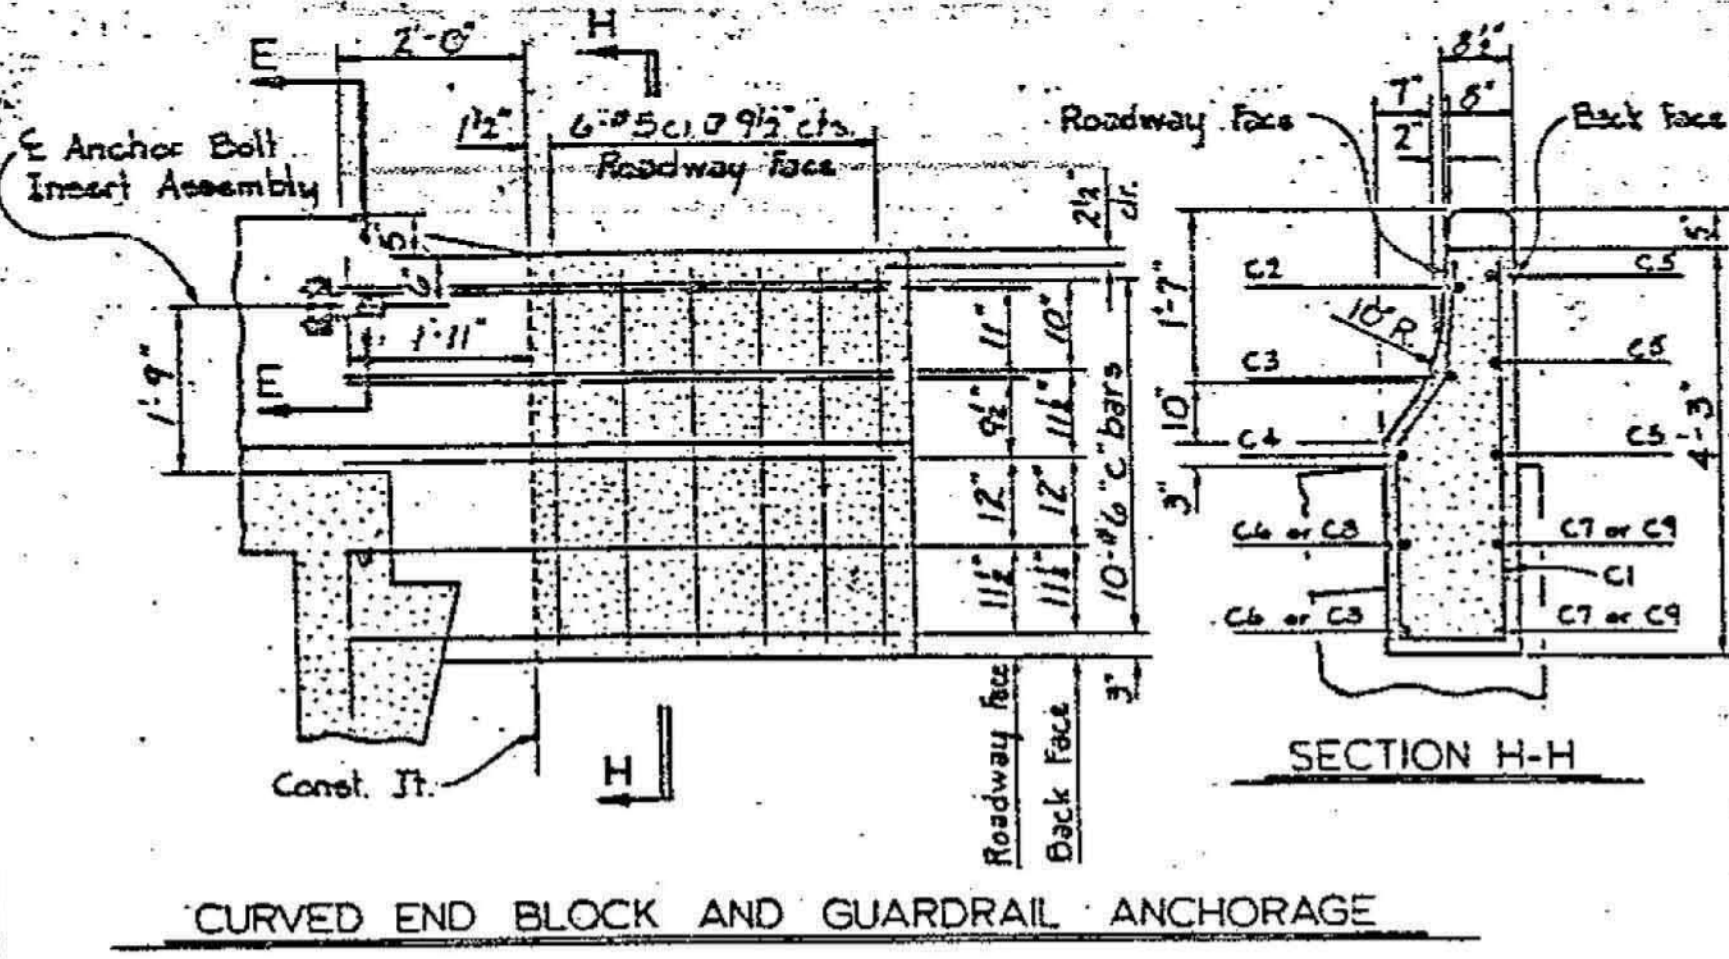 2'-0"
H
E
1½"
6-#5c1 @ 9½" cts.
Roadway Face
℄ Anchor Bolt
Insert Assembly
2½"
clr.
5"
6"
1'-11"
E
1'-9"
11"
10"
9½"
11½"
12"
12"
11½"
11½"
10-#6 "c" bars
3"
Roadway Face
Back Face
Const. Jt.
H
8½"
7"
8"
2"
Roadway Face
Back Face
5"
C2
C5
1'-7"
10" R.
C3
C5
10"
C4
C5
4'-3"
3"
C6 or C8
C7 or C9
C1
C6 or C8
C7 or C9
SECTION H-H
CURVED END BLOCK AND GUARDRAIL ANCHORAGE